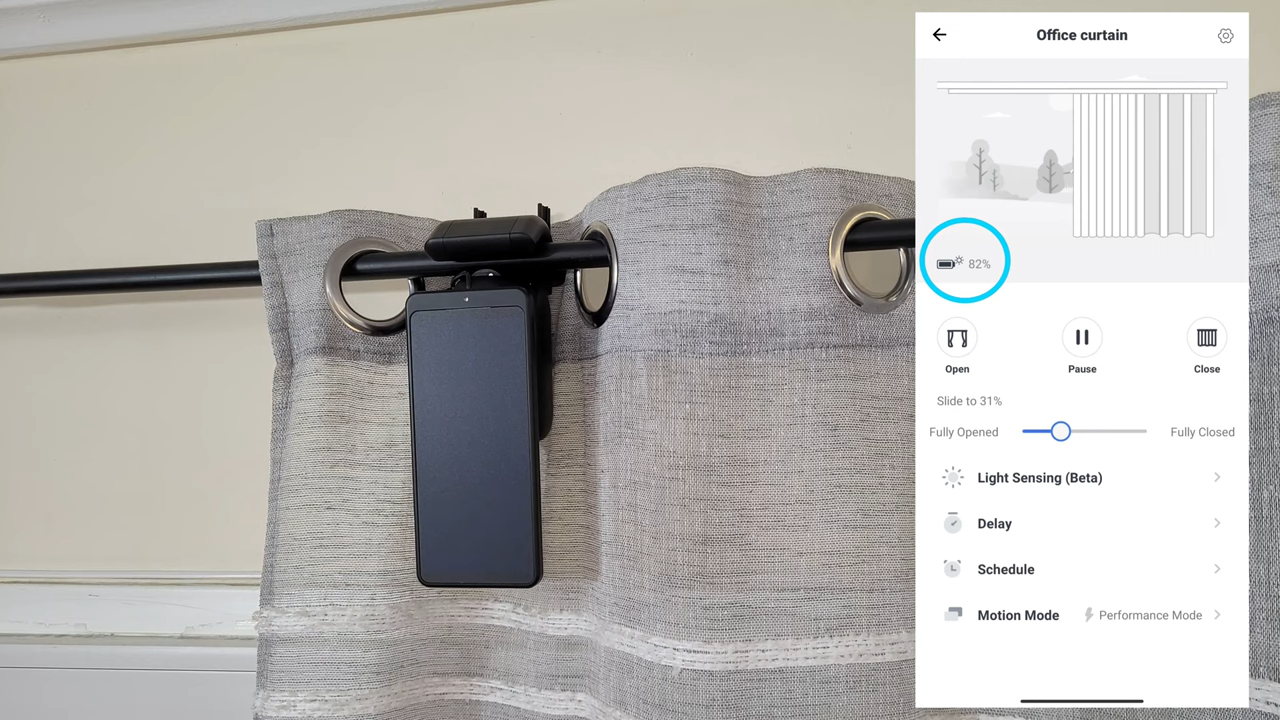 Office curtain
82%
Open
Pause
Close
Slide to 31%
Fully Opened
Fully Closed
Light Sensing (Beta)
Delay
Schedule
Motion Mode
Performance Mode